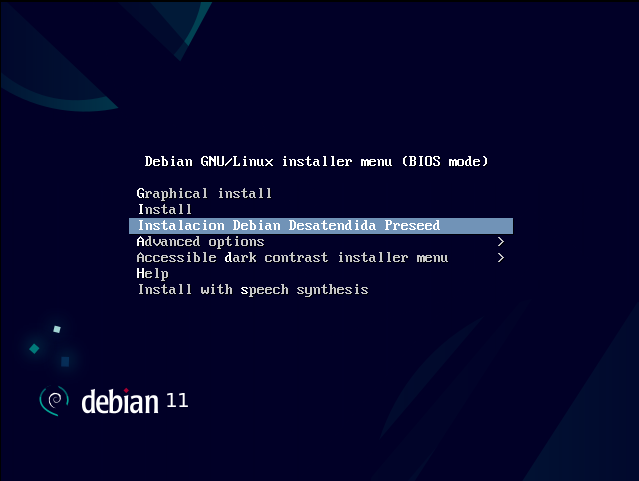 Debian GNU/Linux installer menu (BIOS mode)
Graphical install
Install
Instalacion Debian Desatendida Preseed
Advanced options >
Accessible dark contrast installer menu >
Help
Install with speech synthesis
debian 11